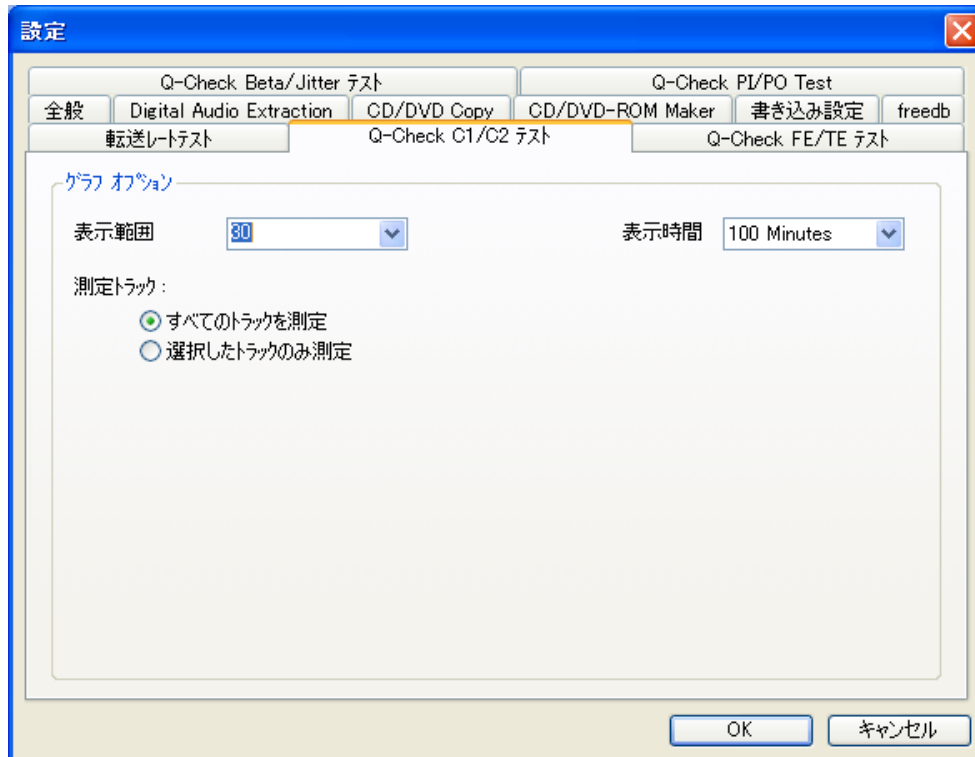 設定
Q-Check Beta/Jitter テスト
Q-Check PI/PO Test
全般
Digital Audio Extraction
CD/DVD Copy
CD/DVD-ROM Maker
書き込み設定
freedb
転送レートテスト
Q-Check C1/C2 テスト
Q-Check FE/TE テスト
グラフ オプション
表示範囲
30
表示時間
100 Minutes
測定トラック :
すべてのトラックを測定
選択したトラックのみ測定
OK
キャンセル